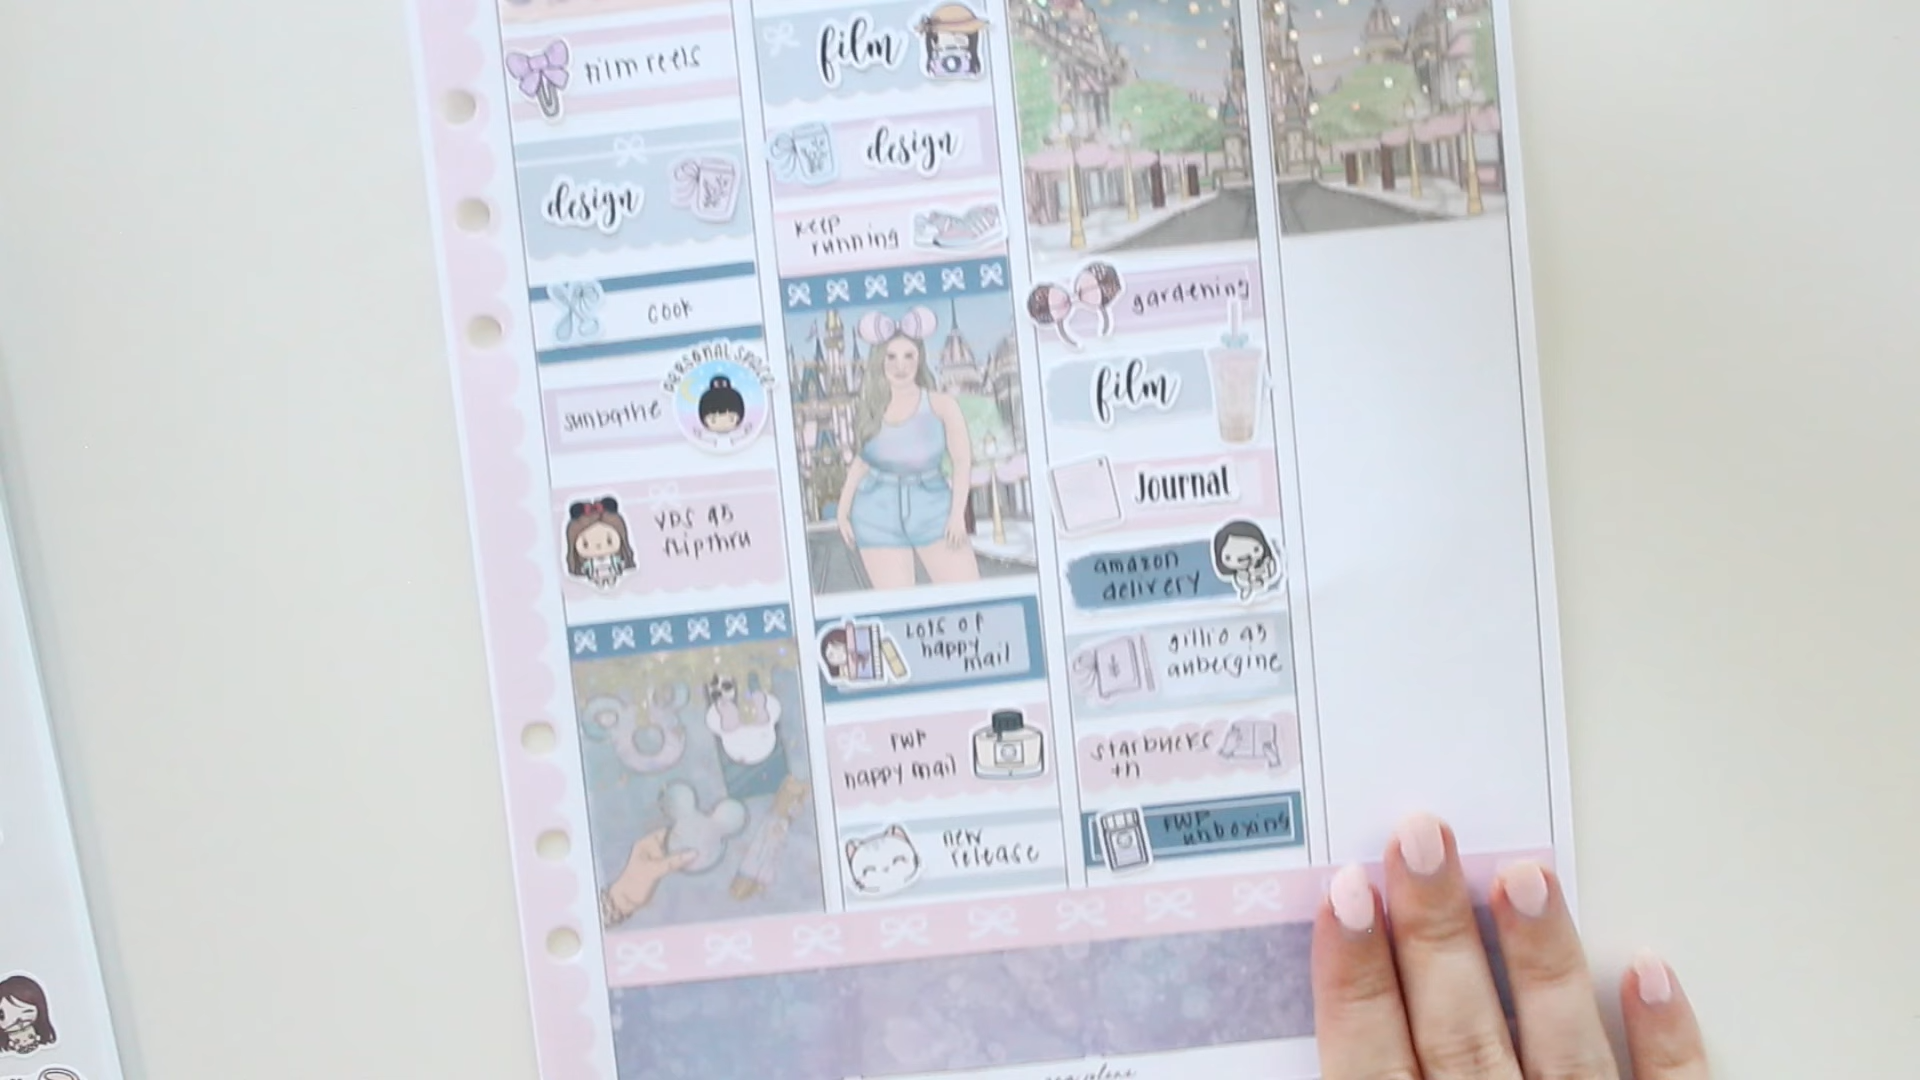 film reels
design
cook
PERSONAL SPACE
sunbathe
VDS a5
flipthru
film
design
keep
running
Lots of
happy
mail
FWP
happy mail
new
release
gardening
film
Journal
amazon
delivery
gillio a5
aubergine
starbucks
FWP
unboxing